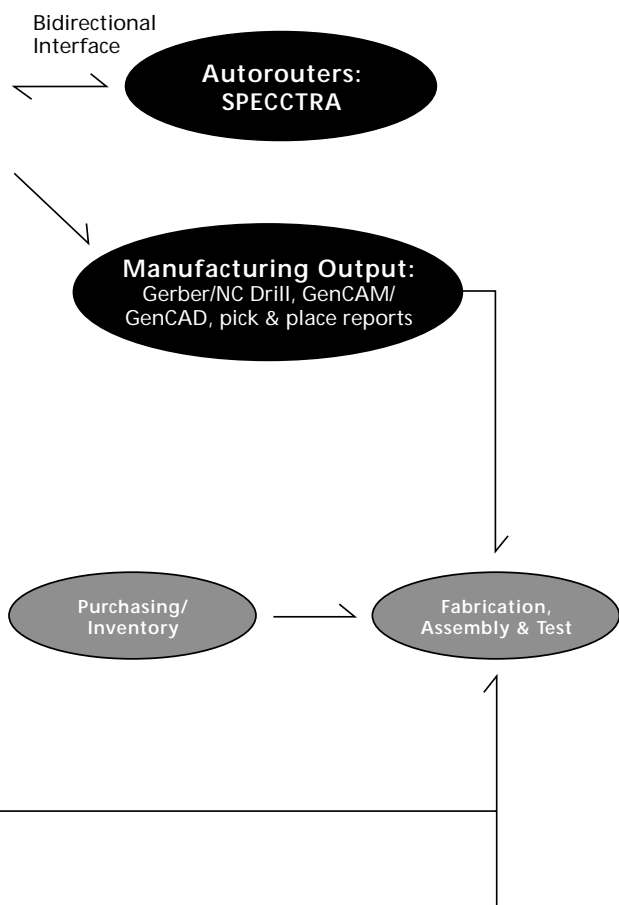 Bidirectional
Interface
Autorouters:
SPECCTRA
Manufacturing Output:
Gerber/NC Drill, GenCAM/
GenCAD, pick & place reports
Purchasing/
Inventory
Fabrication,
Assembly & Test